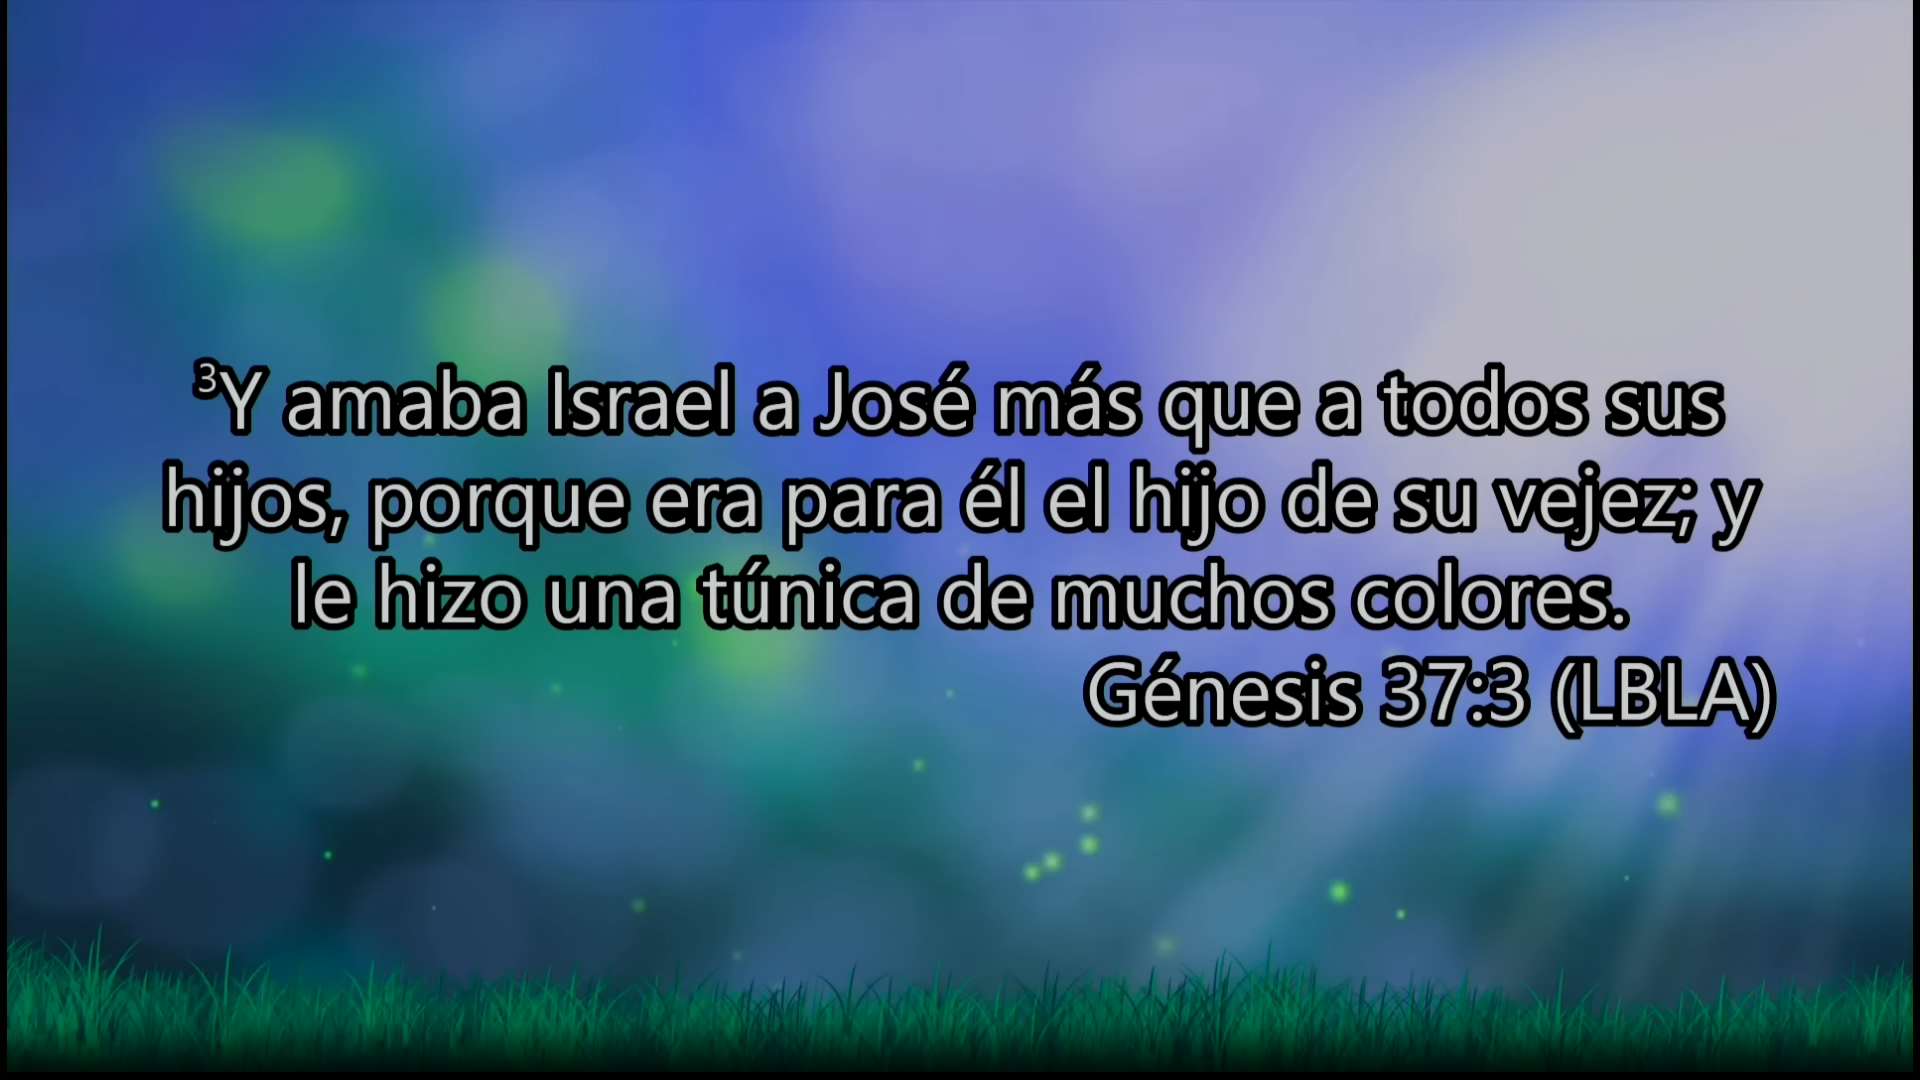 ³Y amaba Israel a José más que a todos sus
hijos, porque era para él el hijo de su vejez; y
le hizo una túnica de muchos colores.
Génesis 37:3 (LBLA)